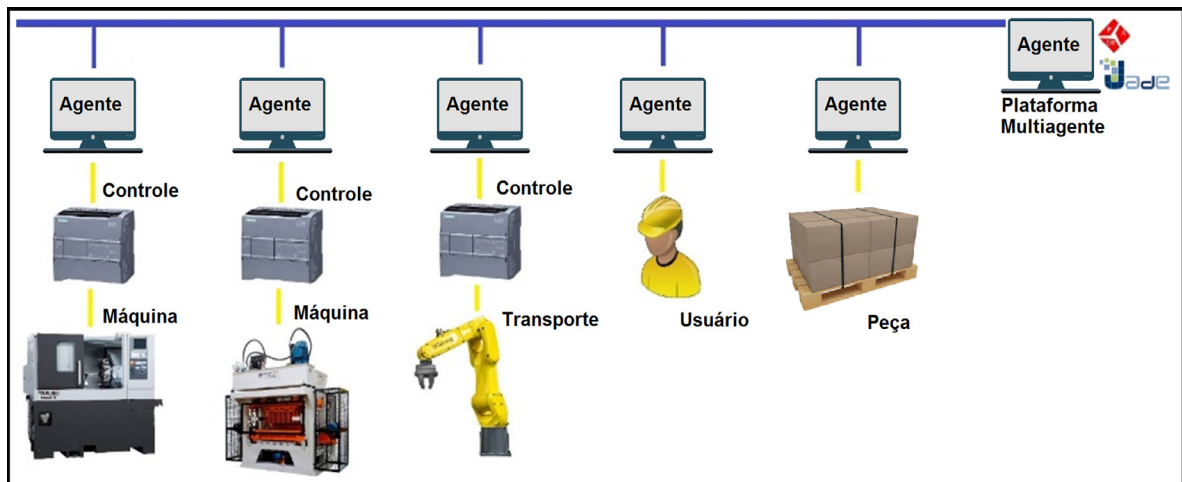 Agente
Agente
Agente
Agente
Agente
Agente
Jade
Plataforma
Multiagente
Controle
Controle
Controle
Máquina
Máquina
Transporte
Usuário
Peça